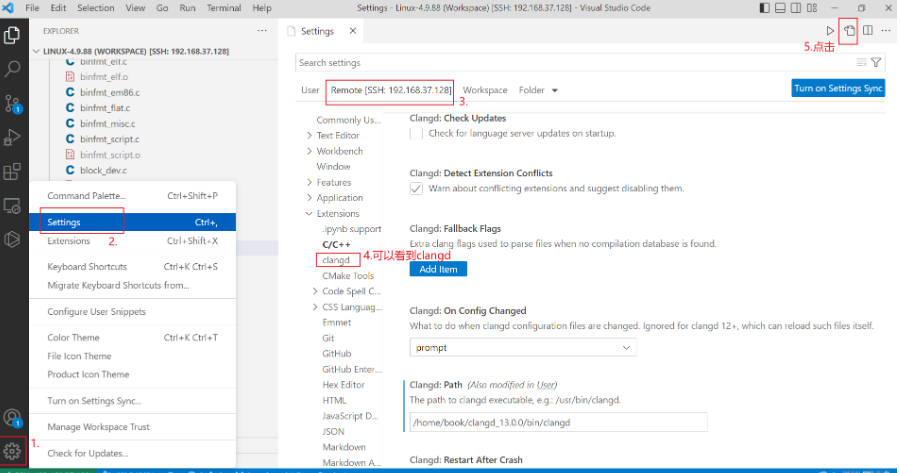 File Edit Selection View Go Run Terminal Help
Settings - Linux-4.9.88 (Workspace) [SSH: 192.168.37.128] - Visual Studio Code
EXPLORER
LINUX-4.9.88 (WORKSPACE) [SSH: 192.168.37.128]
binfmt_elf.c
binfmt_elf.o
binfmt_em86.c
binfmt_flat.c
binfmt_misc.c
binfmt_script.c
binfmt_script.o
block_dev.c
Command Palette... Ctrl+Shift+P
Settings Ctrl+,
2.
Extensions Ctrl+Shift+X
Keyboard Shortcuts Ctrl+K Ctrl+S
Migrate Keyboard Shortcuts from...
Configure User Snippets
Color Theme Ctrl+K Ctrl+T
File Icon Theme
Product Icon Theme
Turn on Settings Sync...
Manage Workspace Trust
Check for Updates...
1
1
1.
Settings
5.点击
Search settings
User Remote [SSH: 192.168.37.128] Workspace Folder
3.
Turn on Settings Sync
Commonly Us...
Text Editor
Workbench
Window
Features
Application
Extensions
.ipynb support
C/C++
clangd
4.可以看到clangd
CMake Tools
Code Spell C...
CSS Languag...
Emmet
Git
GitHub
GitHub Enter...
Hex Editor
HTML
JavaScript D...
JSON
Markdown
Markdown A...
Clangd: Check Updates
Check for language server updates on startup.
Clangd: Detect Extension Conflicts
Warn about conflicting extensions and suggest disabling them.
Clangd: Fallback Flags
Extra clang flags used to parse files when no compilation database is found.
Add Item
Clangd: On Config Changed
What to do when clangd configuration files are changed. Ignored for clangd 12+, which can reload such files itself.
prompt
Clangd: Path (Also modified in User)
The path to clangd executable, e.g.: /usr/bin/clangd.
/home/book/clangd_13.0.0/bin/clangd
Clangd: Restart After Crash